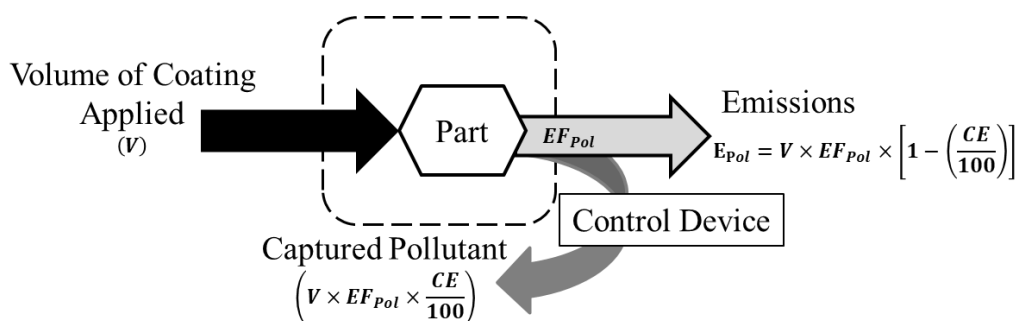 Volume of Coating
Applied
(V)
Part
EF_Pol
Emissions
E_Pol = V × EF_Pol × [1 − (CE/100)]
Control Device
Captured Pollutant
(V × EF_Pol × CE/100)